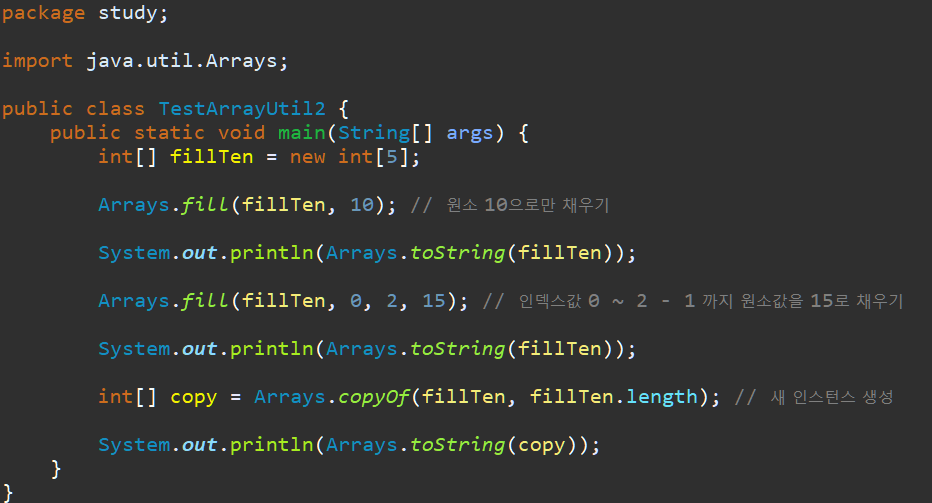 package study;
import java.util.Arrays;
public class TestArrayUtil2 {
public static void main(String[] args) {
int[] fillTen = new int[5];
Arrays.fill(fillTen, 10); // 원소 10으로만 채우기
System.out.println(Arrays.toString(fillTen));
Arrays.fill(fillTen, 0, 2, 15); // 인덱스값 0 ~ 2 - 1 까지 원소값을 15로 채우기
System.out.println(Arrays.toString(fillTen));
int[] copy = Arrays.copyOf(fillTen, fillTen.length); // 새 인스턴스 생성
System.out.println(Arrays.toString(copy));
}
}